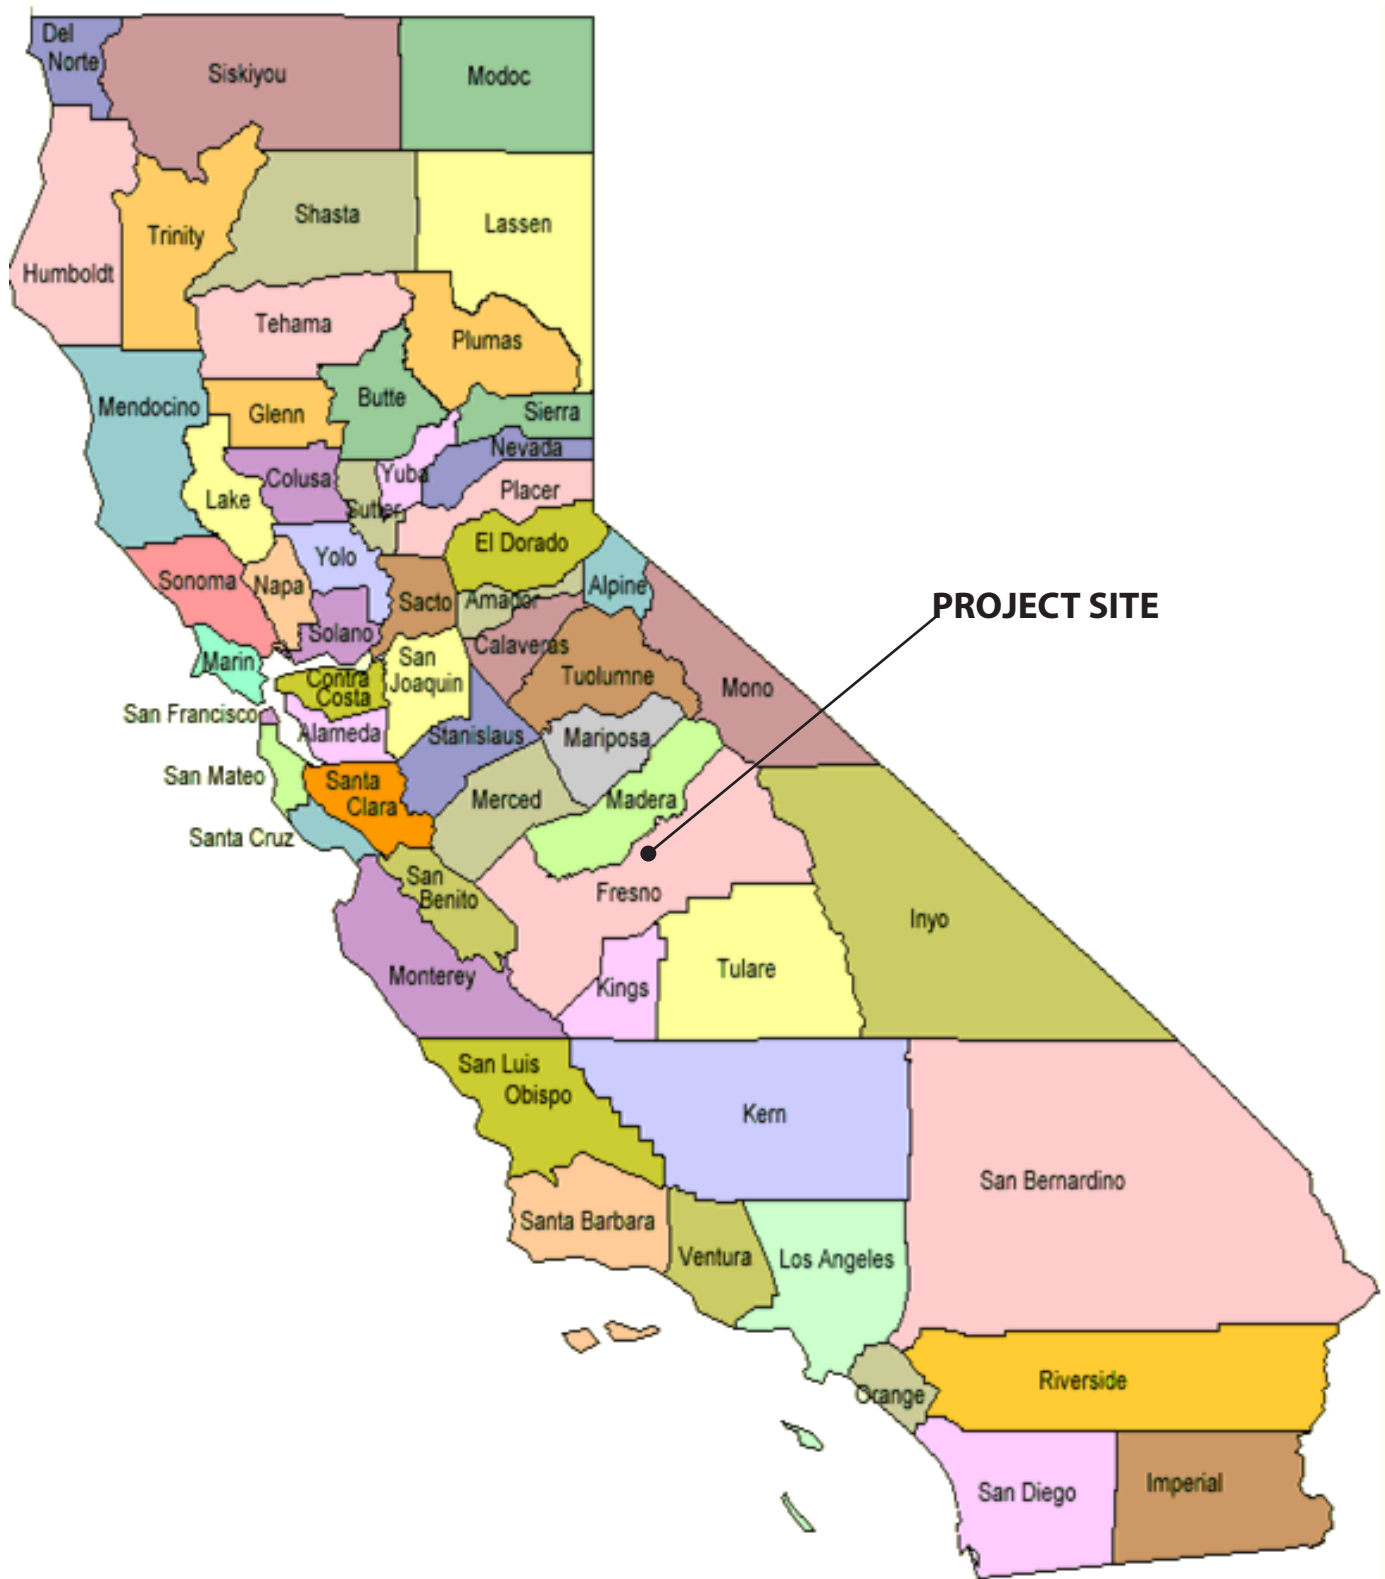 Del
Norte
Siskiyou
Modoc
Humboldt
Trinity
Shasta
Lassen
Tehama
Plumas
Mendocino
Glenn
Butte
Sierra
Nevada
Lake
Colusa
Yuba
Sutter
Placer
Sonoma
Napa
Yolo
El Dorado
Alpine
Sacto
Amador
Solano
Calaveras
Marin
Contra
Costa
San
Joaquin
Tuolumne
Mono
PROJECT SITE
San Francisco
Alameda
Stanislaus
Mariposa
San Mateo
Santa
Clara
Merced
Madera
Santa Cruz
San
Benito
Fresno
Inyo
Monterey
Kings
Tulare
San Luis
Obispo
Kern
San Bernardino
Santa Barbara
Ventura
Los Angeles
Orange
Riverside
San Diego
Imperial